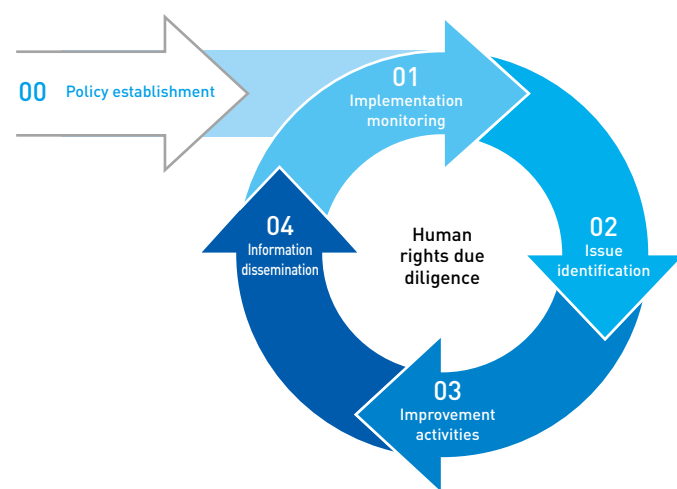 00 Policy establishment
01
Implementation
monitoring
02
Issue
identification
03
Improvement
activities
04
Information
dissemination
Human
rights due
diligence